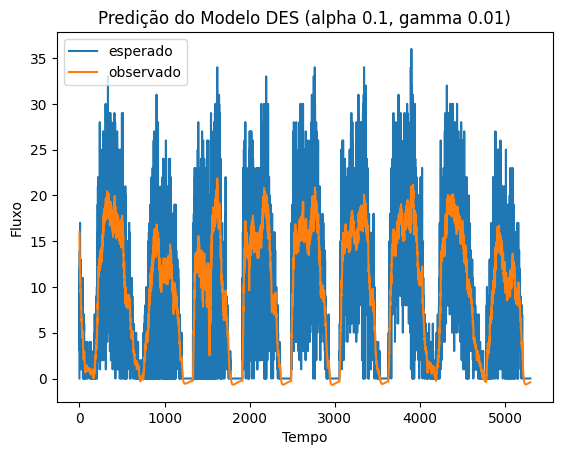 Predição do Modelo DES (alpha 0.1, gamma 0.01)
esperado
observado
Fluxo
35
30
25
20
15
10
5
0
0 1000 2000 3000 4000 5000
Tempo